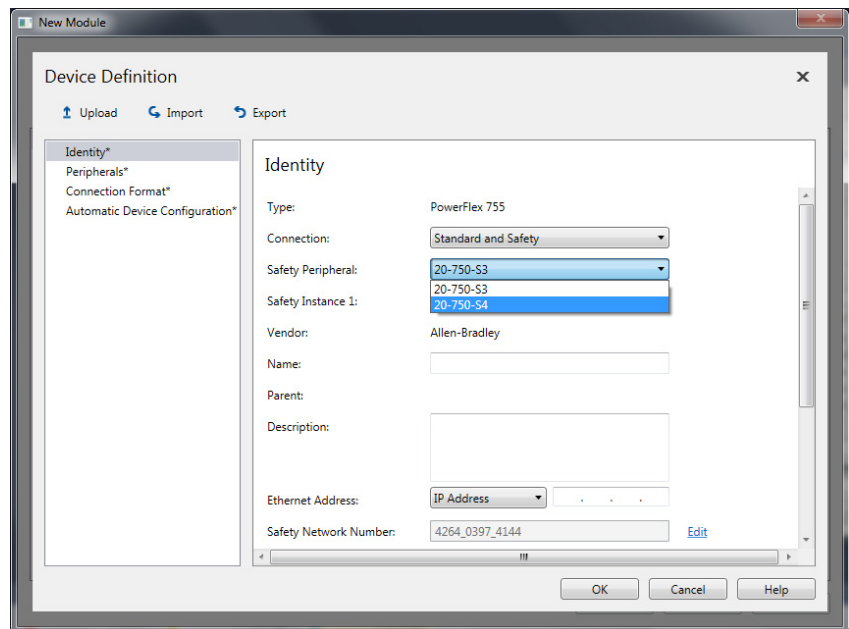 New Module
Device Definition
Upload Import Export
Identity*
Peripherals*
Connection Format*
Automatic Device Configuration*
Identity
Type: PowerFlex 755
Connection: Standard and Safety
Safety Peripheral: 20-750-S3
20-750-S3
20-750-S4
Safety Instance 1:
Vendor: Allen-Bradley
Name:
Parent:
Description:
Ethernet Address: IP Address . . .
Safety Network Number: 4264_0397_4144 Edit
OK Cancel Help